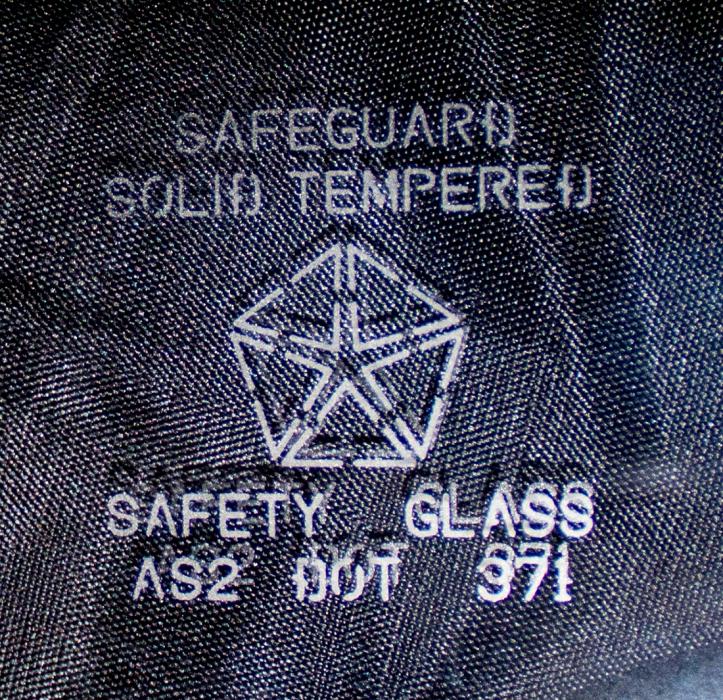 SAFEGUARD
SOLID TEMPERED
SAFETY GLASS
AS2 DOT 371